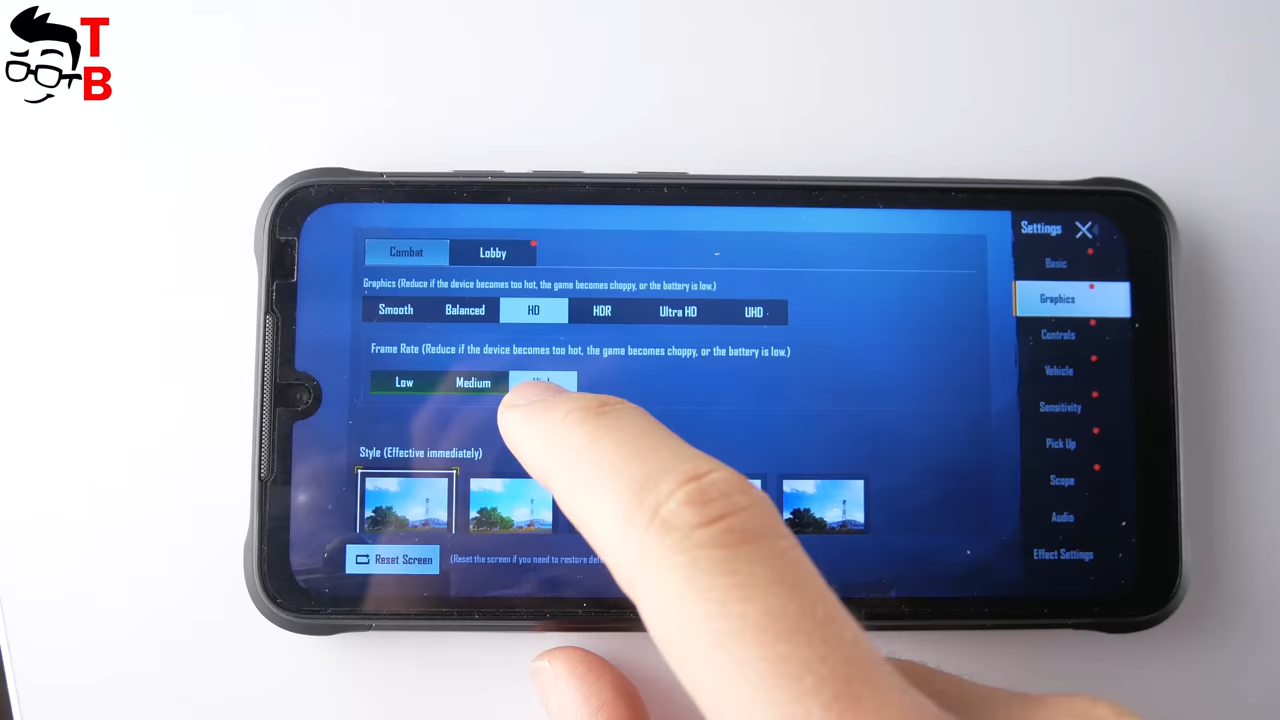 T
B
Settings
Combat
Lobby
Basic
Graphics (Reduce if the device becomes too hot, the game becomes choppy, or the battery is low.)
Graphics
Smooth
Balanced
HD
HDR
Ultra HD
UHD
Controls
Frame Rate (Reduce if the device becomes too hot, the game becomes choppy, or the battery is low.)
Low
Medium
Vehicle
Sensitivity
Style (Effective immediately)
Pick Up
Scope
Audio
Reset Screen
(Reset the screen if you need to restore
Effect Settings